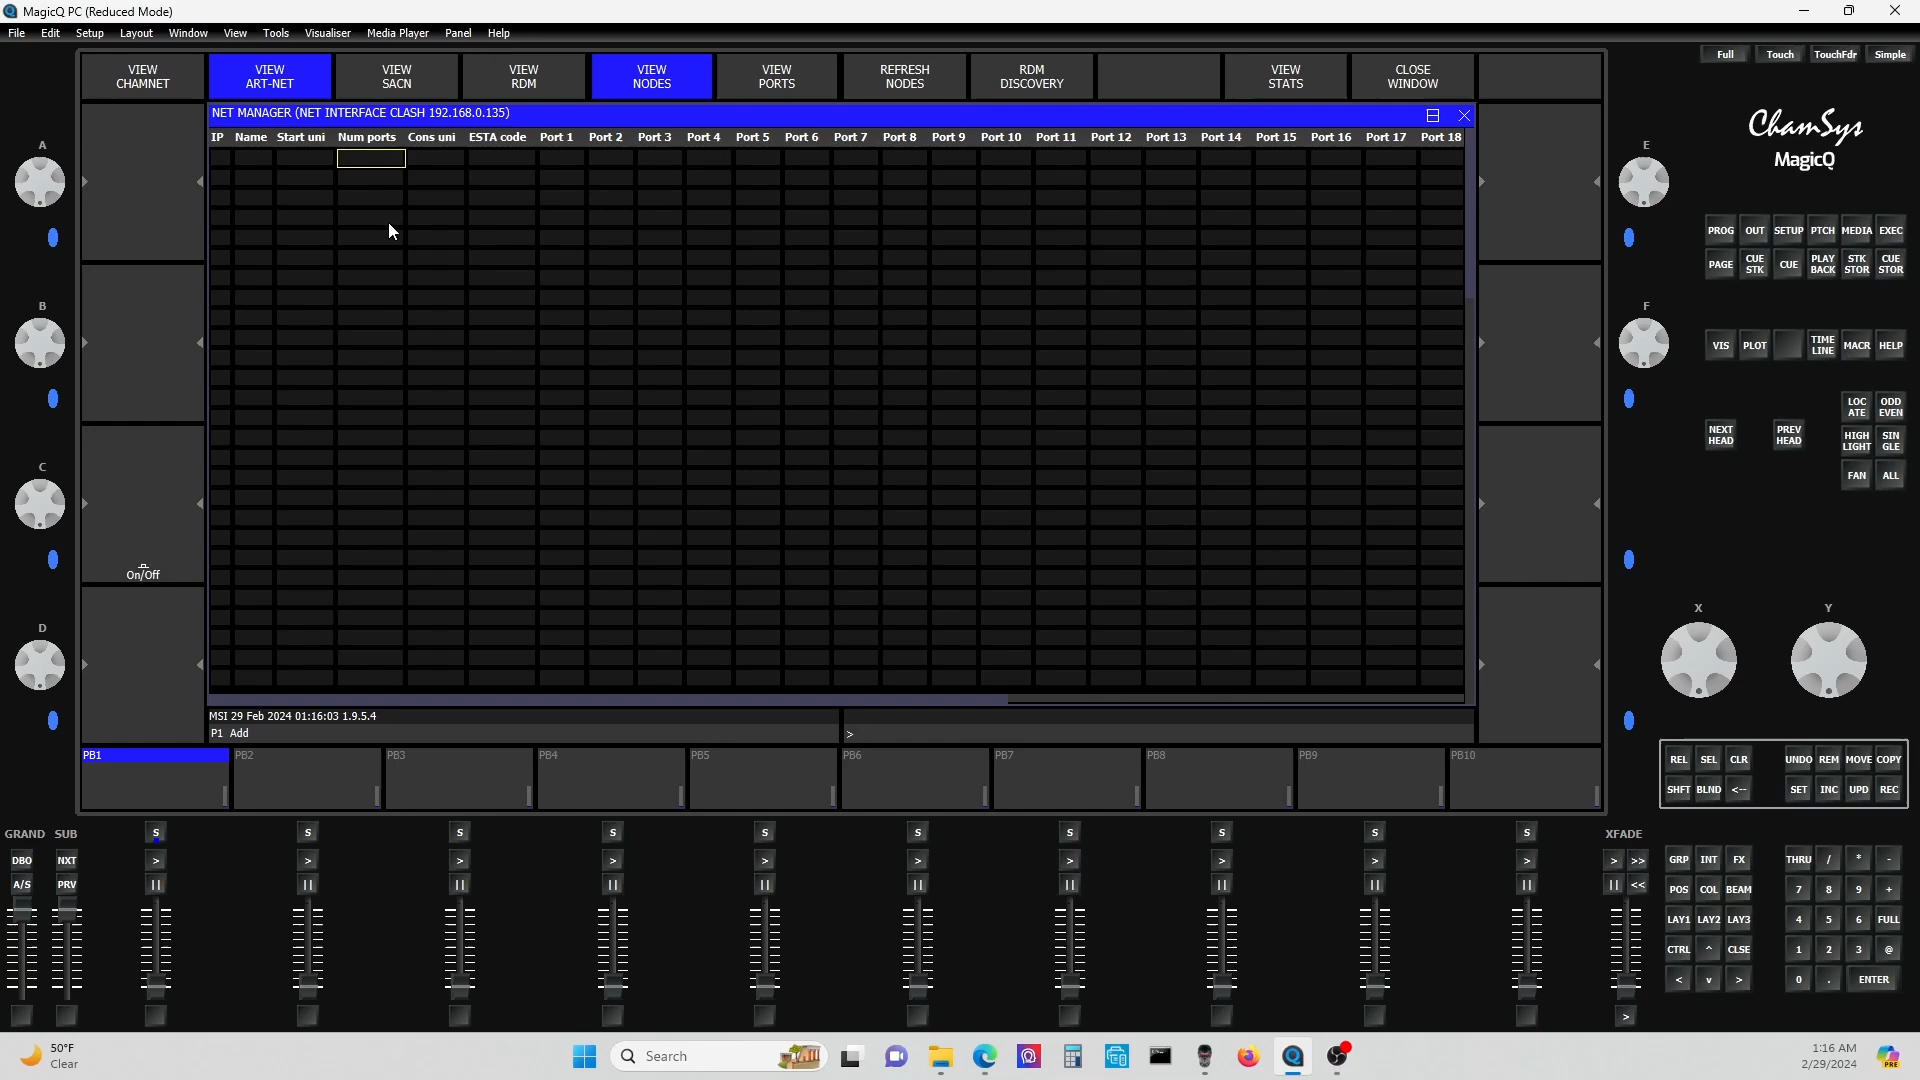 MagicQ PC (Reduced Mode)
File Edit Setup Layout Window View Tools Visualiser Media Player Panel Help
Full Touch TouchFdr Simple
VIEW CHAMNET
VIEW ART-NET
VIEW SACN
VIEW RDM
VIEW NODES
VIEW PORTS
REFRESH NODES
RDM DISCOVERY
VIEW STATS
CLOSE WINDOW
NET MANAGER (NET INTERFACE CLASH 192.168.0.135)
IP Name Start uni Num ports Cons uni ESTA code Port 1 Port 2 Port 3 Port 4 Port 5 Port 6 Port 7 Port 8 Port 9 Port 10 Port 11 Port 12 Port 13 Port 14 Port 15 Port 16 Port 17 Port 18
A
B
C
D
On/Off
E
F
ChamSys
MagicQ
PROG OUT SETUP PTCH MEDIA EXEC
PAGE CUE STK CUE PLAY BACK STK STOR CUE STOR
VIS PLOT TIME LINE MACR HELP
LOC ATE ODD EVEN
NEXT HEAD PREV HEAD HIGH LIGHT SIN GLE
FAN ALL
X Y
MSI 29 Feb 2024 01:16:03 1.9.5.4
P1 Add
>
PB1 PB2 PB3 PB4 PB5 PB6 PB7 PB8 PB9 PB10
REL SEL CLR UNDO REM MOVE COPY
SHFT BLND <-- SET INC UPD REC
GRAND SUB
S S S S S S S S S S
XFADE
DBO NXT > > > > > > > > > > > >>
A/S PRV || || || || || || || || || || || <<
>
GRP INT FX THRU / * -
POS COL BEAM 7 8 9 +
LAY1 LAY2 LAY3 4 5 6 FULL
CTRL ^ CLSE 1 2 3 @
< v > 0 . ENTER
50°F
Clear
Search
PRE
1:16 AM
2/29/2024